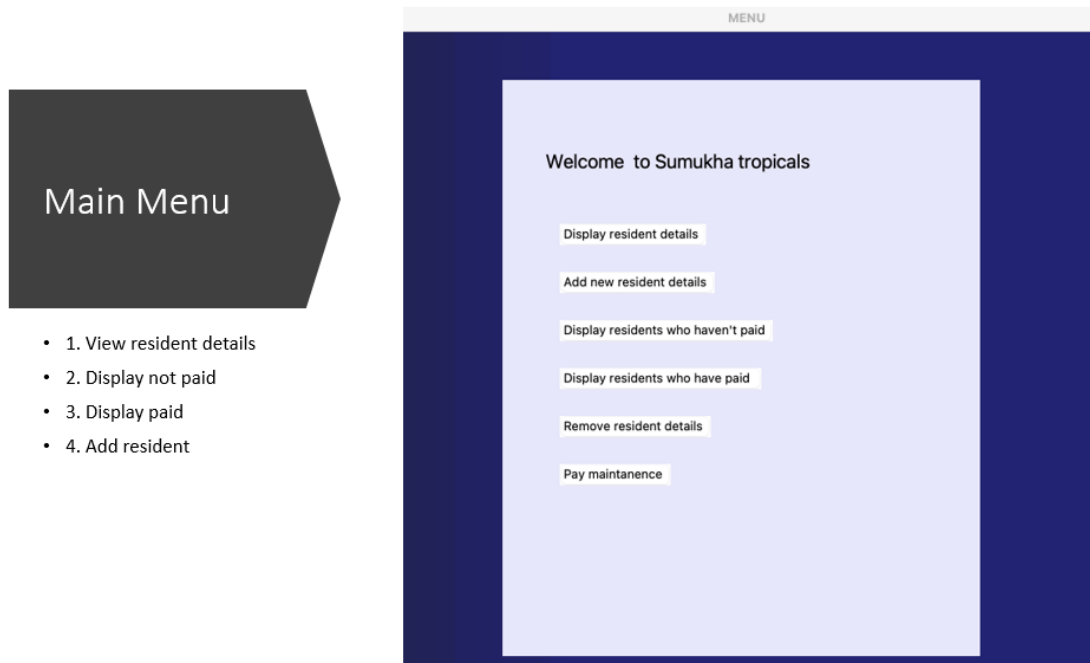 Main Menu
• 1. View resident details
• 2. Display not paid
• 3. Display paid
• 4. Add resident
MENU
Welcome  to Sumukha tropicals
Display resident details
Add new resident details
Display residents who haven't paid
Display residents who have paid
Remove resident details
Pay maintanence